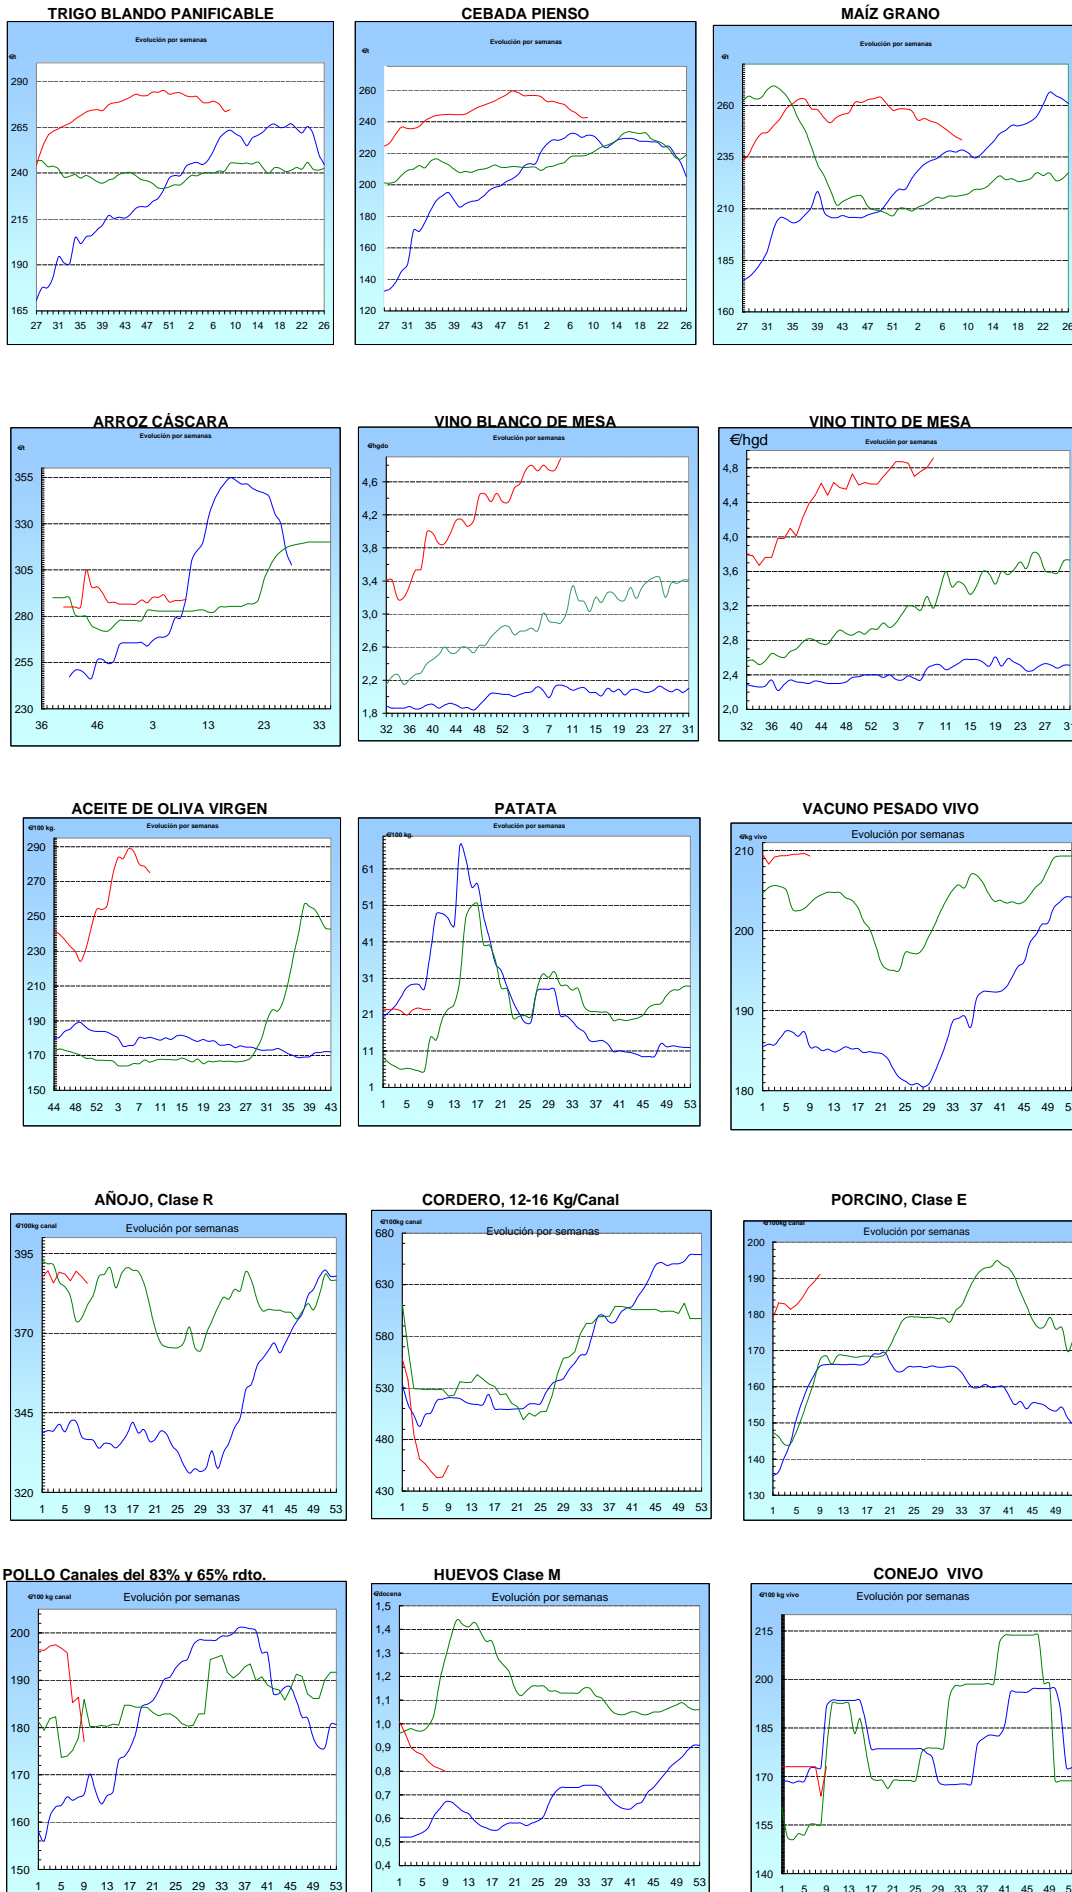 TRIGO BLANDO PANIFICABLE
Evolución por semanas
€/t
290
265
240
215
190
165
27 31 35 39 43 47 51 2 6 10 14 18 22 26
CEBADA PIENSO
Evolución por semanas
€/t
260
240
220
200
180
160
140
120
27 31 35 39 43 47 51 2 6 10 14 18 22 26
MAÍZ GRANO
Evolución por semanas
€/t
260
235
210
185
160
27 31 35 39 43 47 51 2 6 10 14 18 22 26
ARROZ CÁSCARA
Evolución por semanas
€/t
355
330
305
280
255
230
36 46 3 13 23 33
VINO BLANCO DE MESA
Evolución por semanas
€/hgdo
4,6
4,2
3,8
3,4
3,0
2,6
2,2
1,8
32 36 40 44 48 52 3 7 11 15 19 23 27 31
VINO TINTO DE MESA
Evolución por semanas
€/hgd
4,8
4,4
4,0
3,6
3,2
2,8
2,4
2,0
32 36 40 44 48 52 3 7 11 15 19 23 27 31
ACEITE DE OLIVA VIRGEN
Evolución por semanas
€/100 kg.
290
270
250
230
210
190
170
150
44 48 52 3 7 11 15 19 23 27 31 35 39 43
PATATA
Evolución por semanas
€/100 kg.
61
51
41
31
21
11
1
1 5 9 13 17 21 25 29 33 37 41 45 49 53
VACUNO PESADO VIVO
Evolución por semanas
€/kg vivo
210
200
190
180
1 5 9 13 17 21 25 29 33 37 41 45 49 53
AÑOJO, Clase R
Evolución por semanas
€/100kg canal
395
370
345
320
1 5 9 13 17 21 25 29 33 37 41 45 49 53
CORDERO, 12-16 Kg/Canal
Evolución por semanas
€/100kg canal
680
630
580
530
480
430
1 5 9 13 17 21 25 29 33 37 41 45 49 53
PORCINO, Clase E
Evolución por semanas
€/100kg canal
200
190
180
170
160
150
140
130
1 5 9 13 17 21 25 29 33 37 41 45 49
POLLO Canales del 83% y 65% rdto.
Evolución por semanas
€/100 kg canal
200
190
180
170
160
150
1 5 9 13 17 21 25 29 33 37 41 45 49 53
HUEVOS Clase M
Evolución por semanas
€/docena
1,5
1,4
1,3
1,2
1,1
1,0
0,9
0,8
0,7
0,6
0,5
0,4
1 5 9 13 17 21 25 29 33 37 41 45 49 53
CONEJO VIVO
Evolución por semanas
€/100 kg vivo
215
200
185
170
155
140
1 5 9 13 17 21 25 29 33 37 41 45 49 53